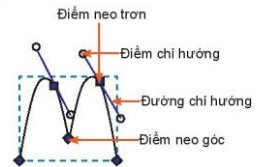 Điểm neo trơn
Điểm chỉ hướng
Đường chỉ hướng
Điểm neo góc